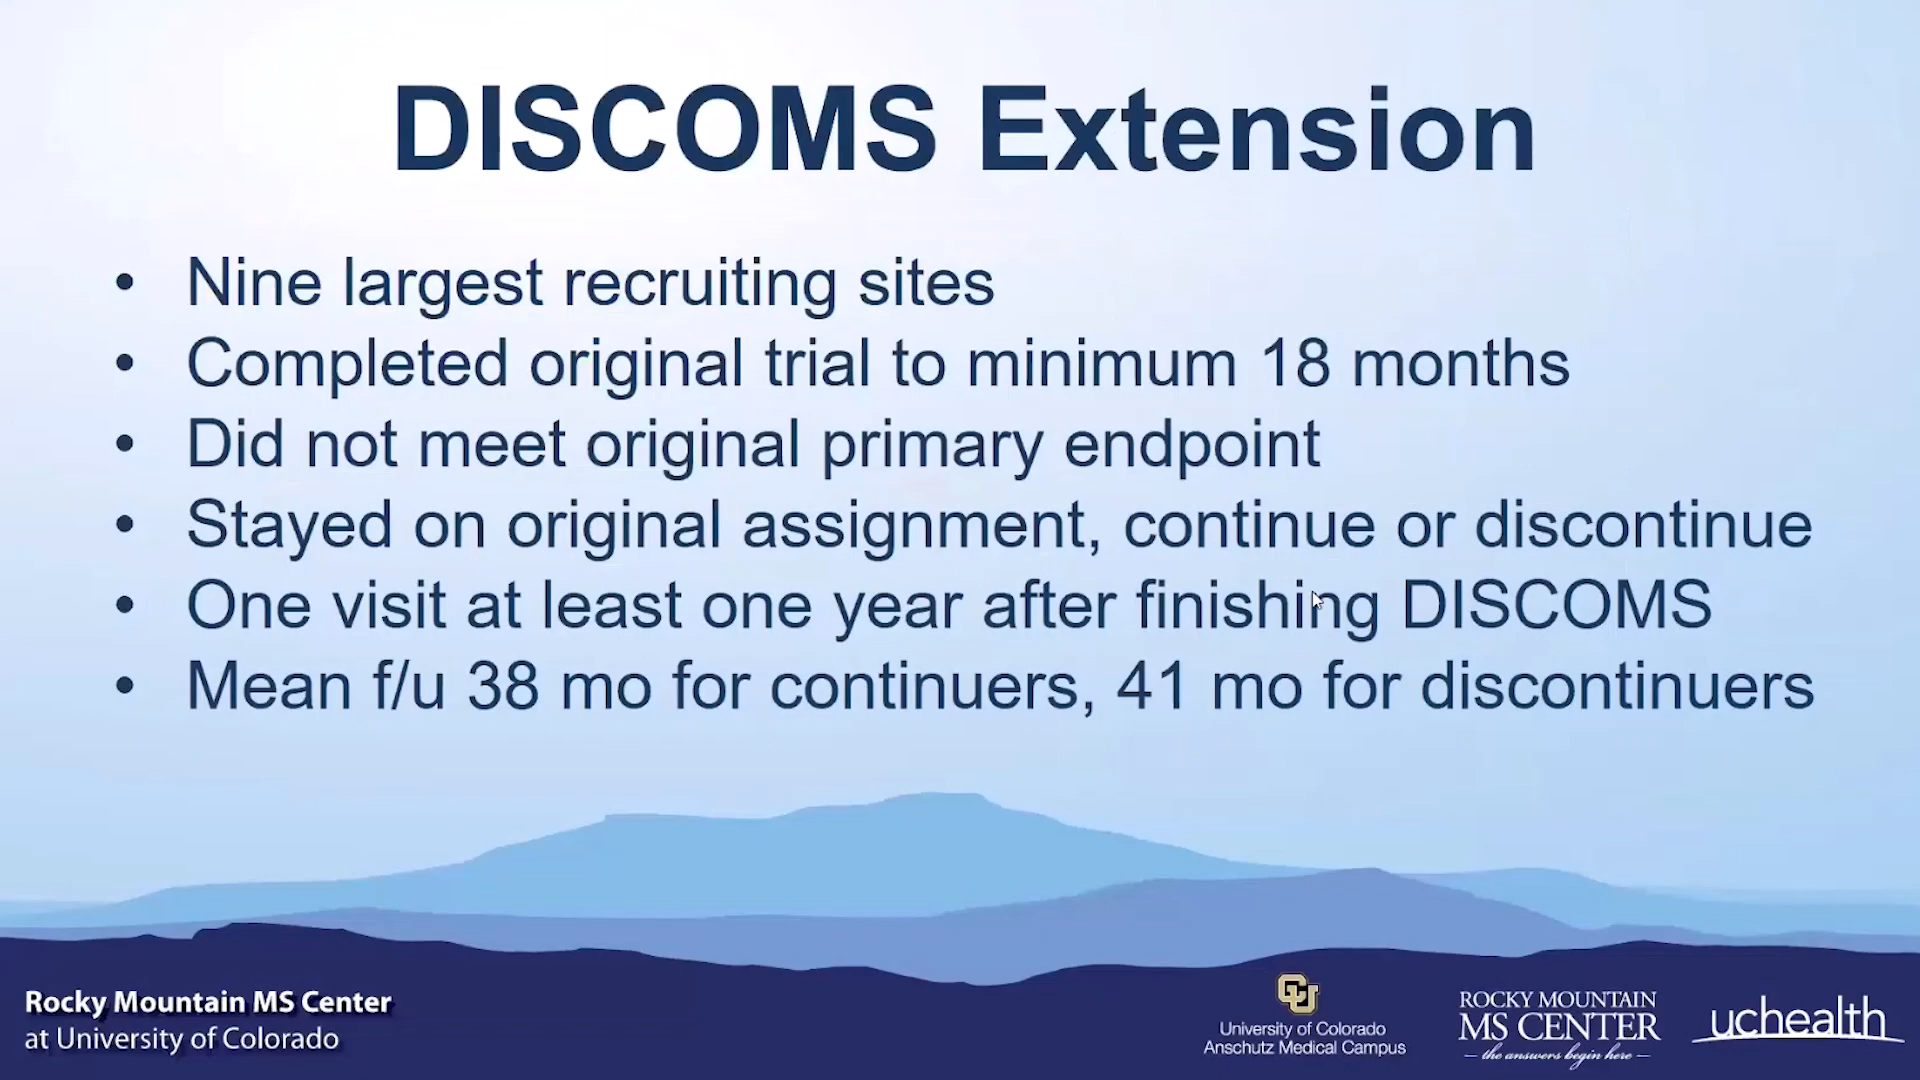 DISCOMS Extension
• Nine largest recruiting sites
• Completed original trial to minimum 18 months
• Did not meet original primary endpoint
• Stayed on original assignment, continue or discontinue
• One visit at least one year after finishing DISCOMS
• Mean f/u 38 mo for continuers, 41 mo for discontinuers
Rocky Mountain MS Center
at University of Colorado
CU
University of Colorado
Anschutz Medical Campus
ROCKY MOUNTAIN
MS CENTER
– the answers begin here –
uchealth